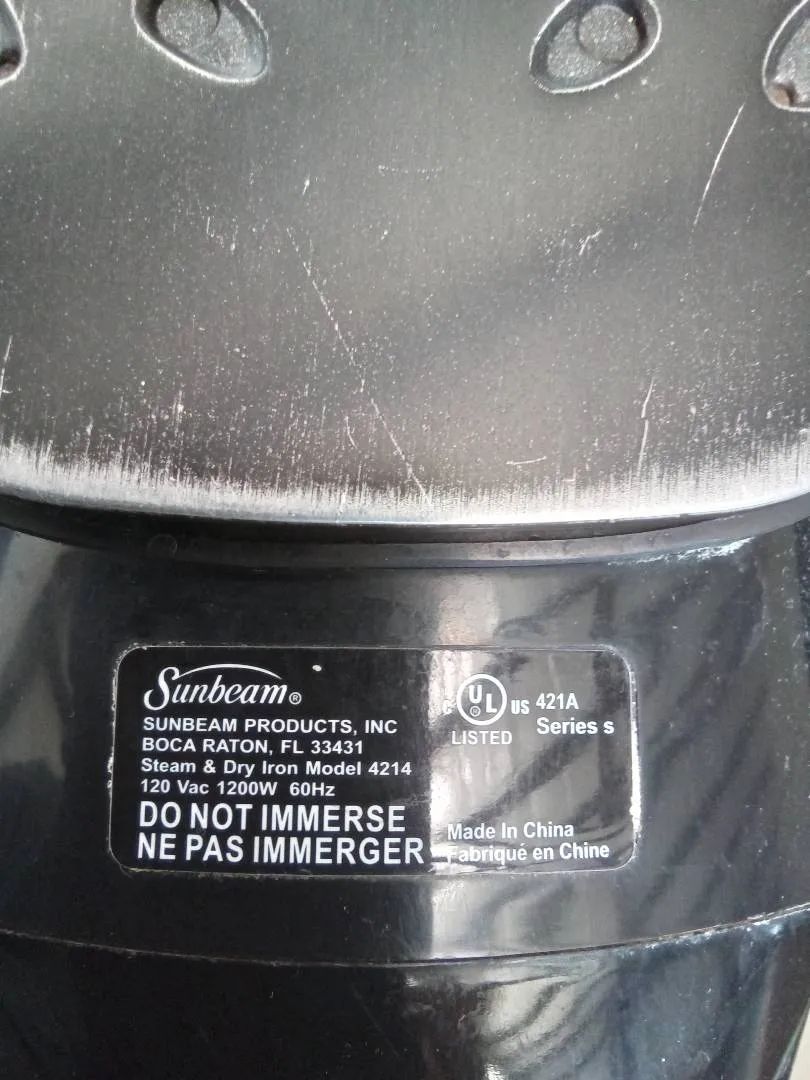 Sunbeam®
SUNBEAM PRODUCTS, INC
BOCA RATON, FL 33431
Steam & Dry Iron Model 4214
120 Vac 1200W 60Hz
DO NOT IMMERSE
NE PAS IMMERGER
C UL ® US 421A
LISTED Series s
Made In China
Fabriqué en Chine